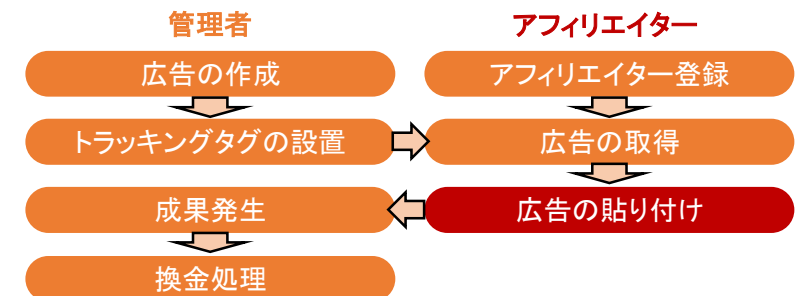 管理者
アフィリエイター
広告の作成
アフィリエイター登録
トラッキングタグの設置
広告の取得
成果発生
広告の貼り付け
換金処理